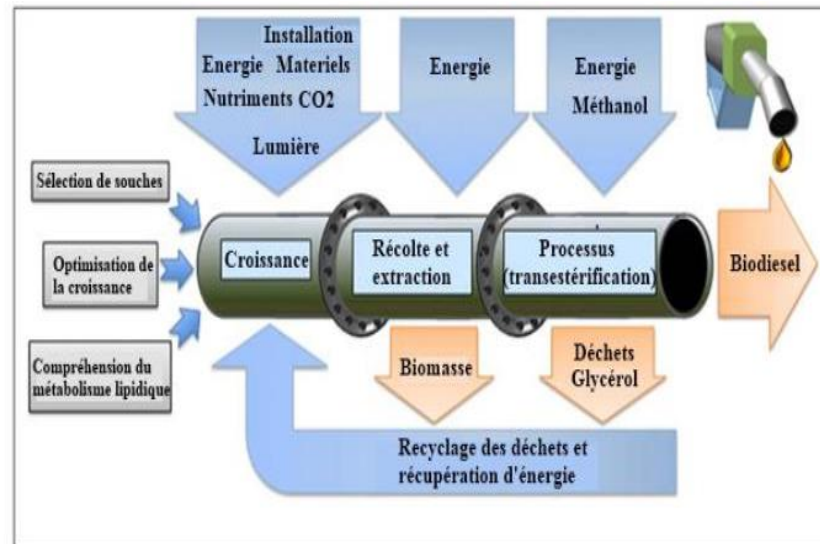 Installation
Energie Materiels
Nutriments CO2
Lumière
Energie
Energie
Méthanol
Sélection de souches
Optimisation de
la croissance
Compréhension du
métabolisme lipidique
Croissance
Récolte et
extraction
Processus
(transestérification)
Biodiesel
Biomasse
Déchets
Glycérol
Recyclage des déchets et
récupération d'énergie